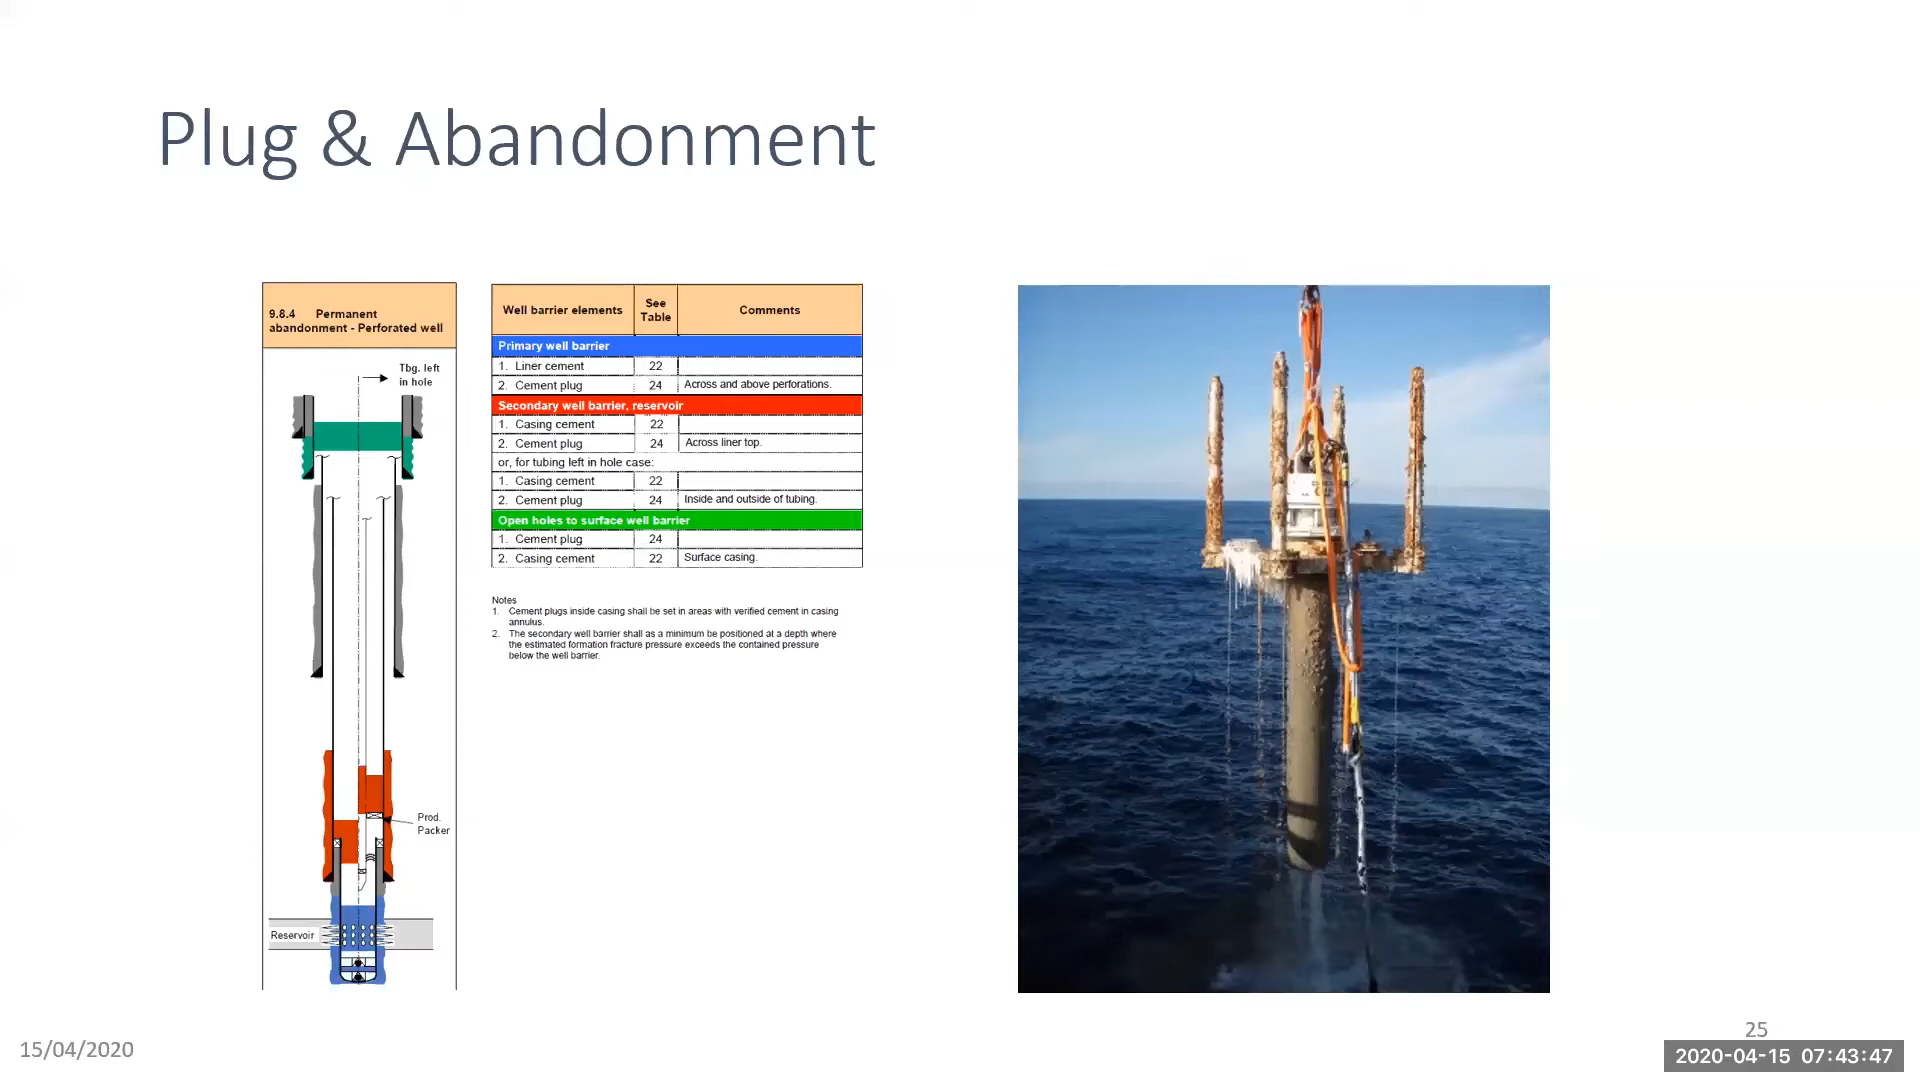 Plug & Abandonment
9.8.4 Permanent
abandonment - Perforated well
Tbg. left
in hole
Prod.
Packer
Reservoir
Well barrier elements See Table Comments
Primary well barrier
1. Liner cement 22
2. Cement plug 24 Across and above perforations.
Secondary well barrier, reservoir
1. Casing cement 22
2. Cement plug 24 Across liner top.
or, for tubing left in hole case:
1. Casing cement 22
2. Cement plug 24 Inside and outside of tubing.
Open holes to surface well barrier
1. Cement plug 24
2. Casing cement 22 Surface casing.
Notes
1. Cement plugs inside casing shall be set in areas with verified cement in casing
annulus.
2. The secondary well barrier shall as a minimum be positioned at a depth where
the estimated formation fracture pressure exceeds the contained pressure
below the well barrier.
15/04/2020
25
2020-04-15 07:43:47